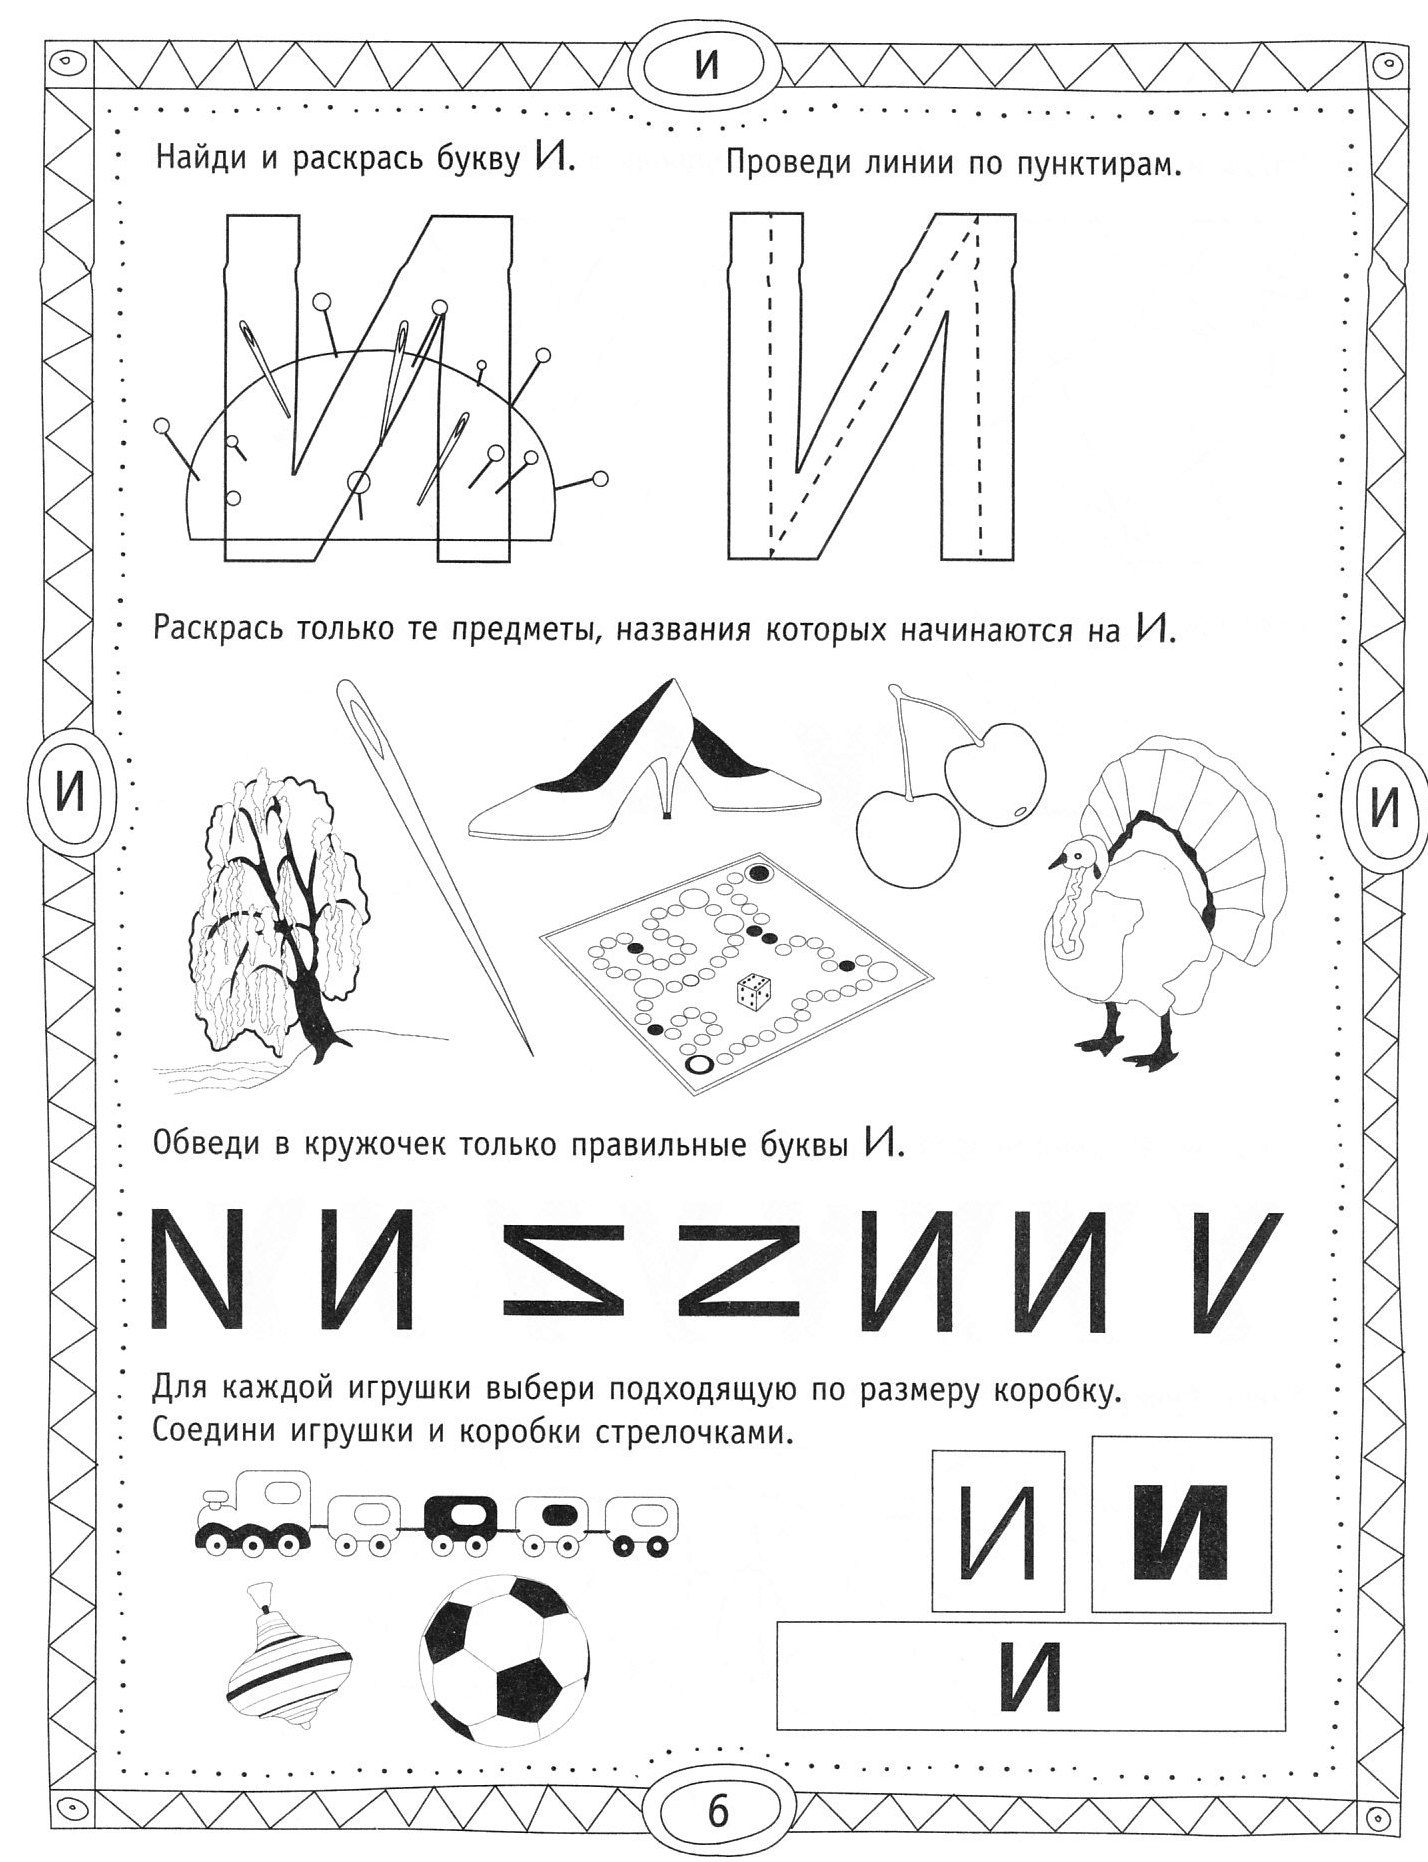 И
Найди и раскрась букву И.
Проведи линии по пунктирам.
И
И
Раскрась только те предметы, названия которых начинаются на И.
И
И
Обведи в кружочек только правильные буквы И.
И И И
Для каждой игрушки выбери подходящую по размеру коробку.
Соедини игрушки и коробки стрелочками.
И
И
И
6